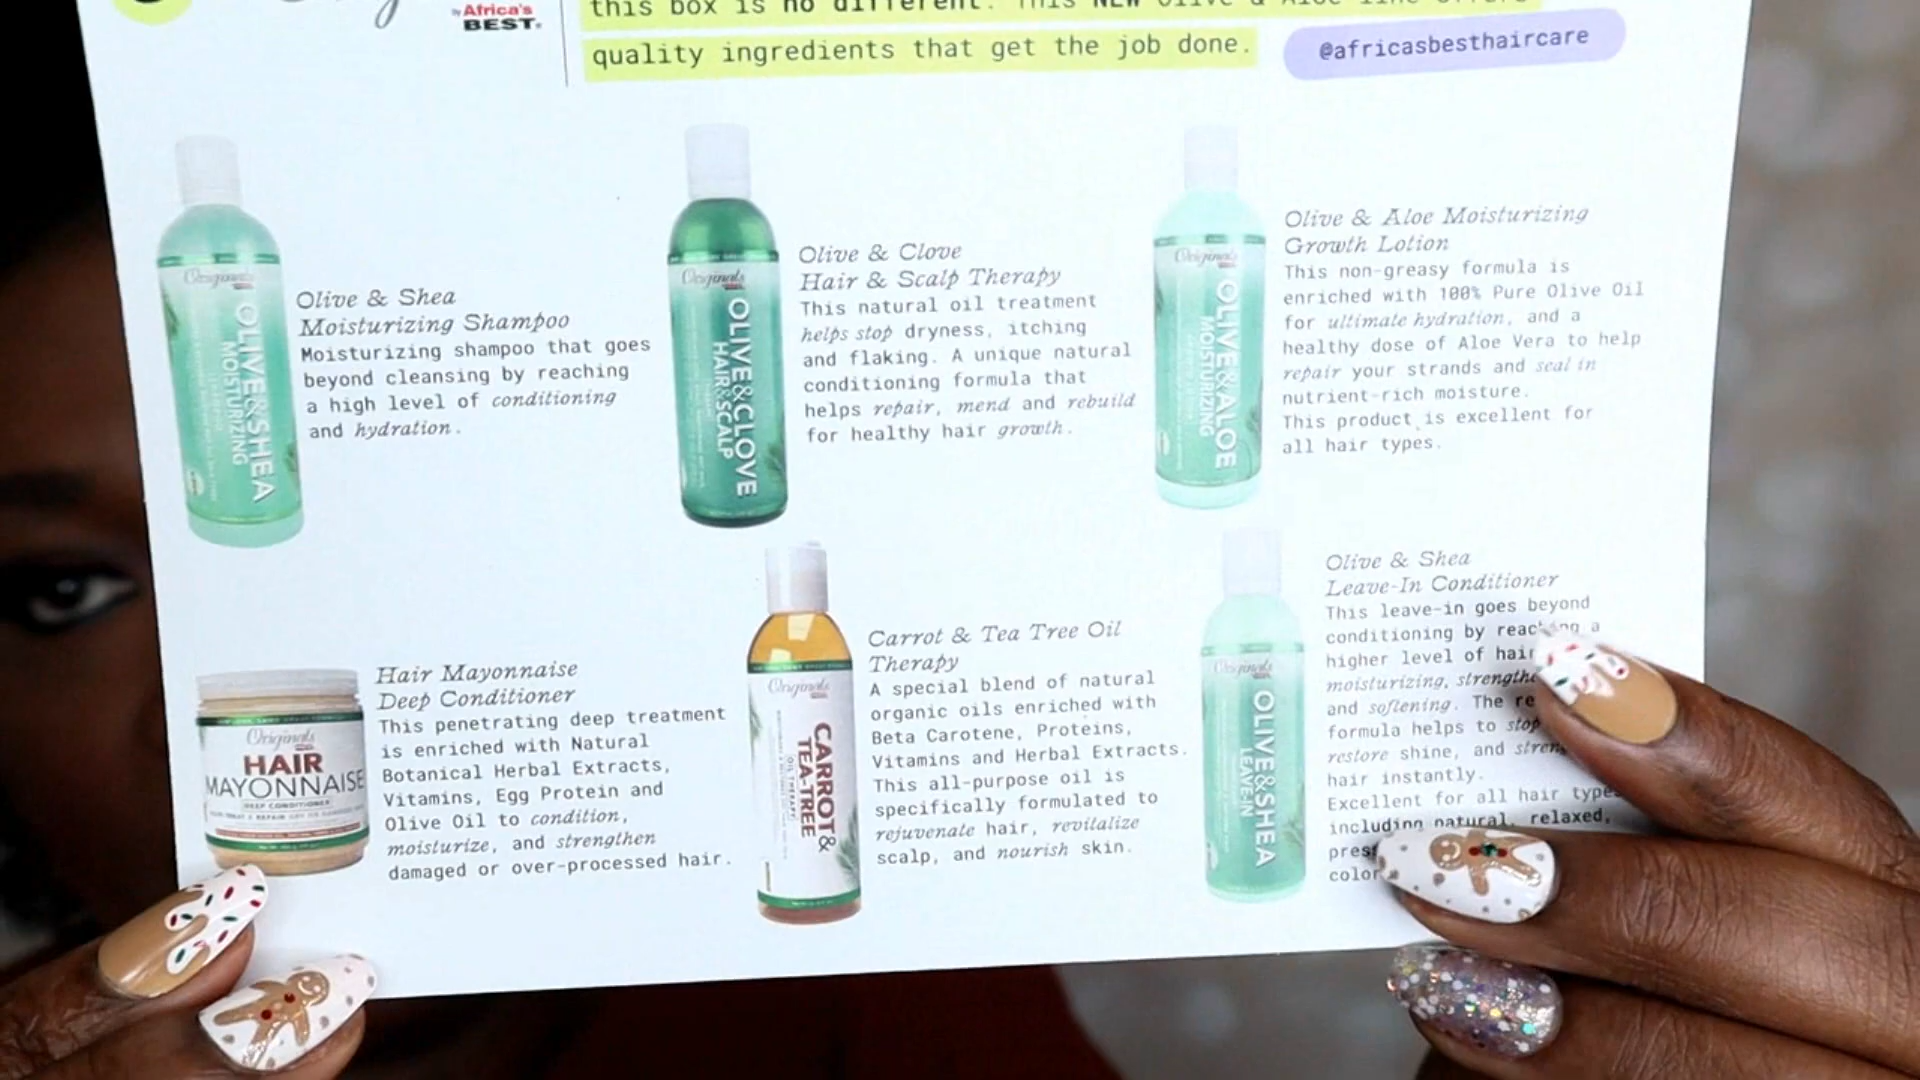 by Africa's
BEST
this box is no different. This NEW Olive & Aloe line offers
quality ingredients that get the job done.
@africasbesthaircare
Olive & Shea
Moisturizing Shampoo
Moisturizing shampoo that goes
beyond cleansing by reaching
a high level of conditioning
and hydration.
Originals
OLIVE&SHEA
MOISTURIZING
Olive & Clove
Hair & Scalp Therapy
This natural oil treatment
helps stop dryness, itching
and flaking. A unique natural
conditioning formula that
helps repair, mend and rebuild
for healthy hair growth.
Originals
OLIVE&CLOVE
HAIR&SCALP
Olive & Aloe Moisturizing
Growth Lotion
This non-greasy formula is
enriched with 100% Pure Olive Oil
for ultimate hydration, and a
healthy dose of Aloe Vera to help
repair your strands and seal in
nutrient-rich moisture.
This product is excellent for
all hair types.
Originals
OLIVE&ALOE
MOISTURIZING
Hair Mayonnaise
Deep Conditioner
This penetrating deep treatment
is enriched with Natural
Botanical Herbal Extracts,
Vitamins, Egg Protein and
Olive Oil to condition,
moisturize, and strengthen
damaged or over-processed hair.
Originals
HAIR
MAYONNAISE
DEEP CONDITIONER
Carrot & Tea Tree Oil
Therapy
A special blend of natural
organic oils enriched with
Beta Carotene, Proteins,
Vitamins and Herbal Extracts.
This all-purpose oil is
specifically formulated to
rejuvenate hair, revitalize
scalp, and nourish skin.
Originals
CARROT&
TEA-TREE
OIL THERAPY
Olive & Shea
Leave-In Conditioner
This leave-in goes beyond
conditioning by reaching a
higher level of hair
moisturizing, strengthe
and softening. The re
formula helps to stop
restore shine, and stren
hair instantly.
Excellent for all hair types
including natural, relaxed,
pres
color
Originals
OLIVE&SHEA
LEAVE-IN